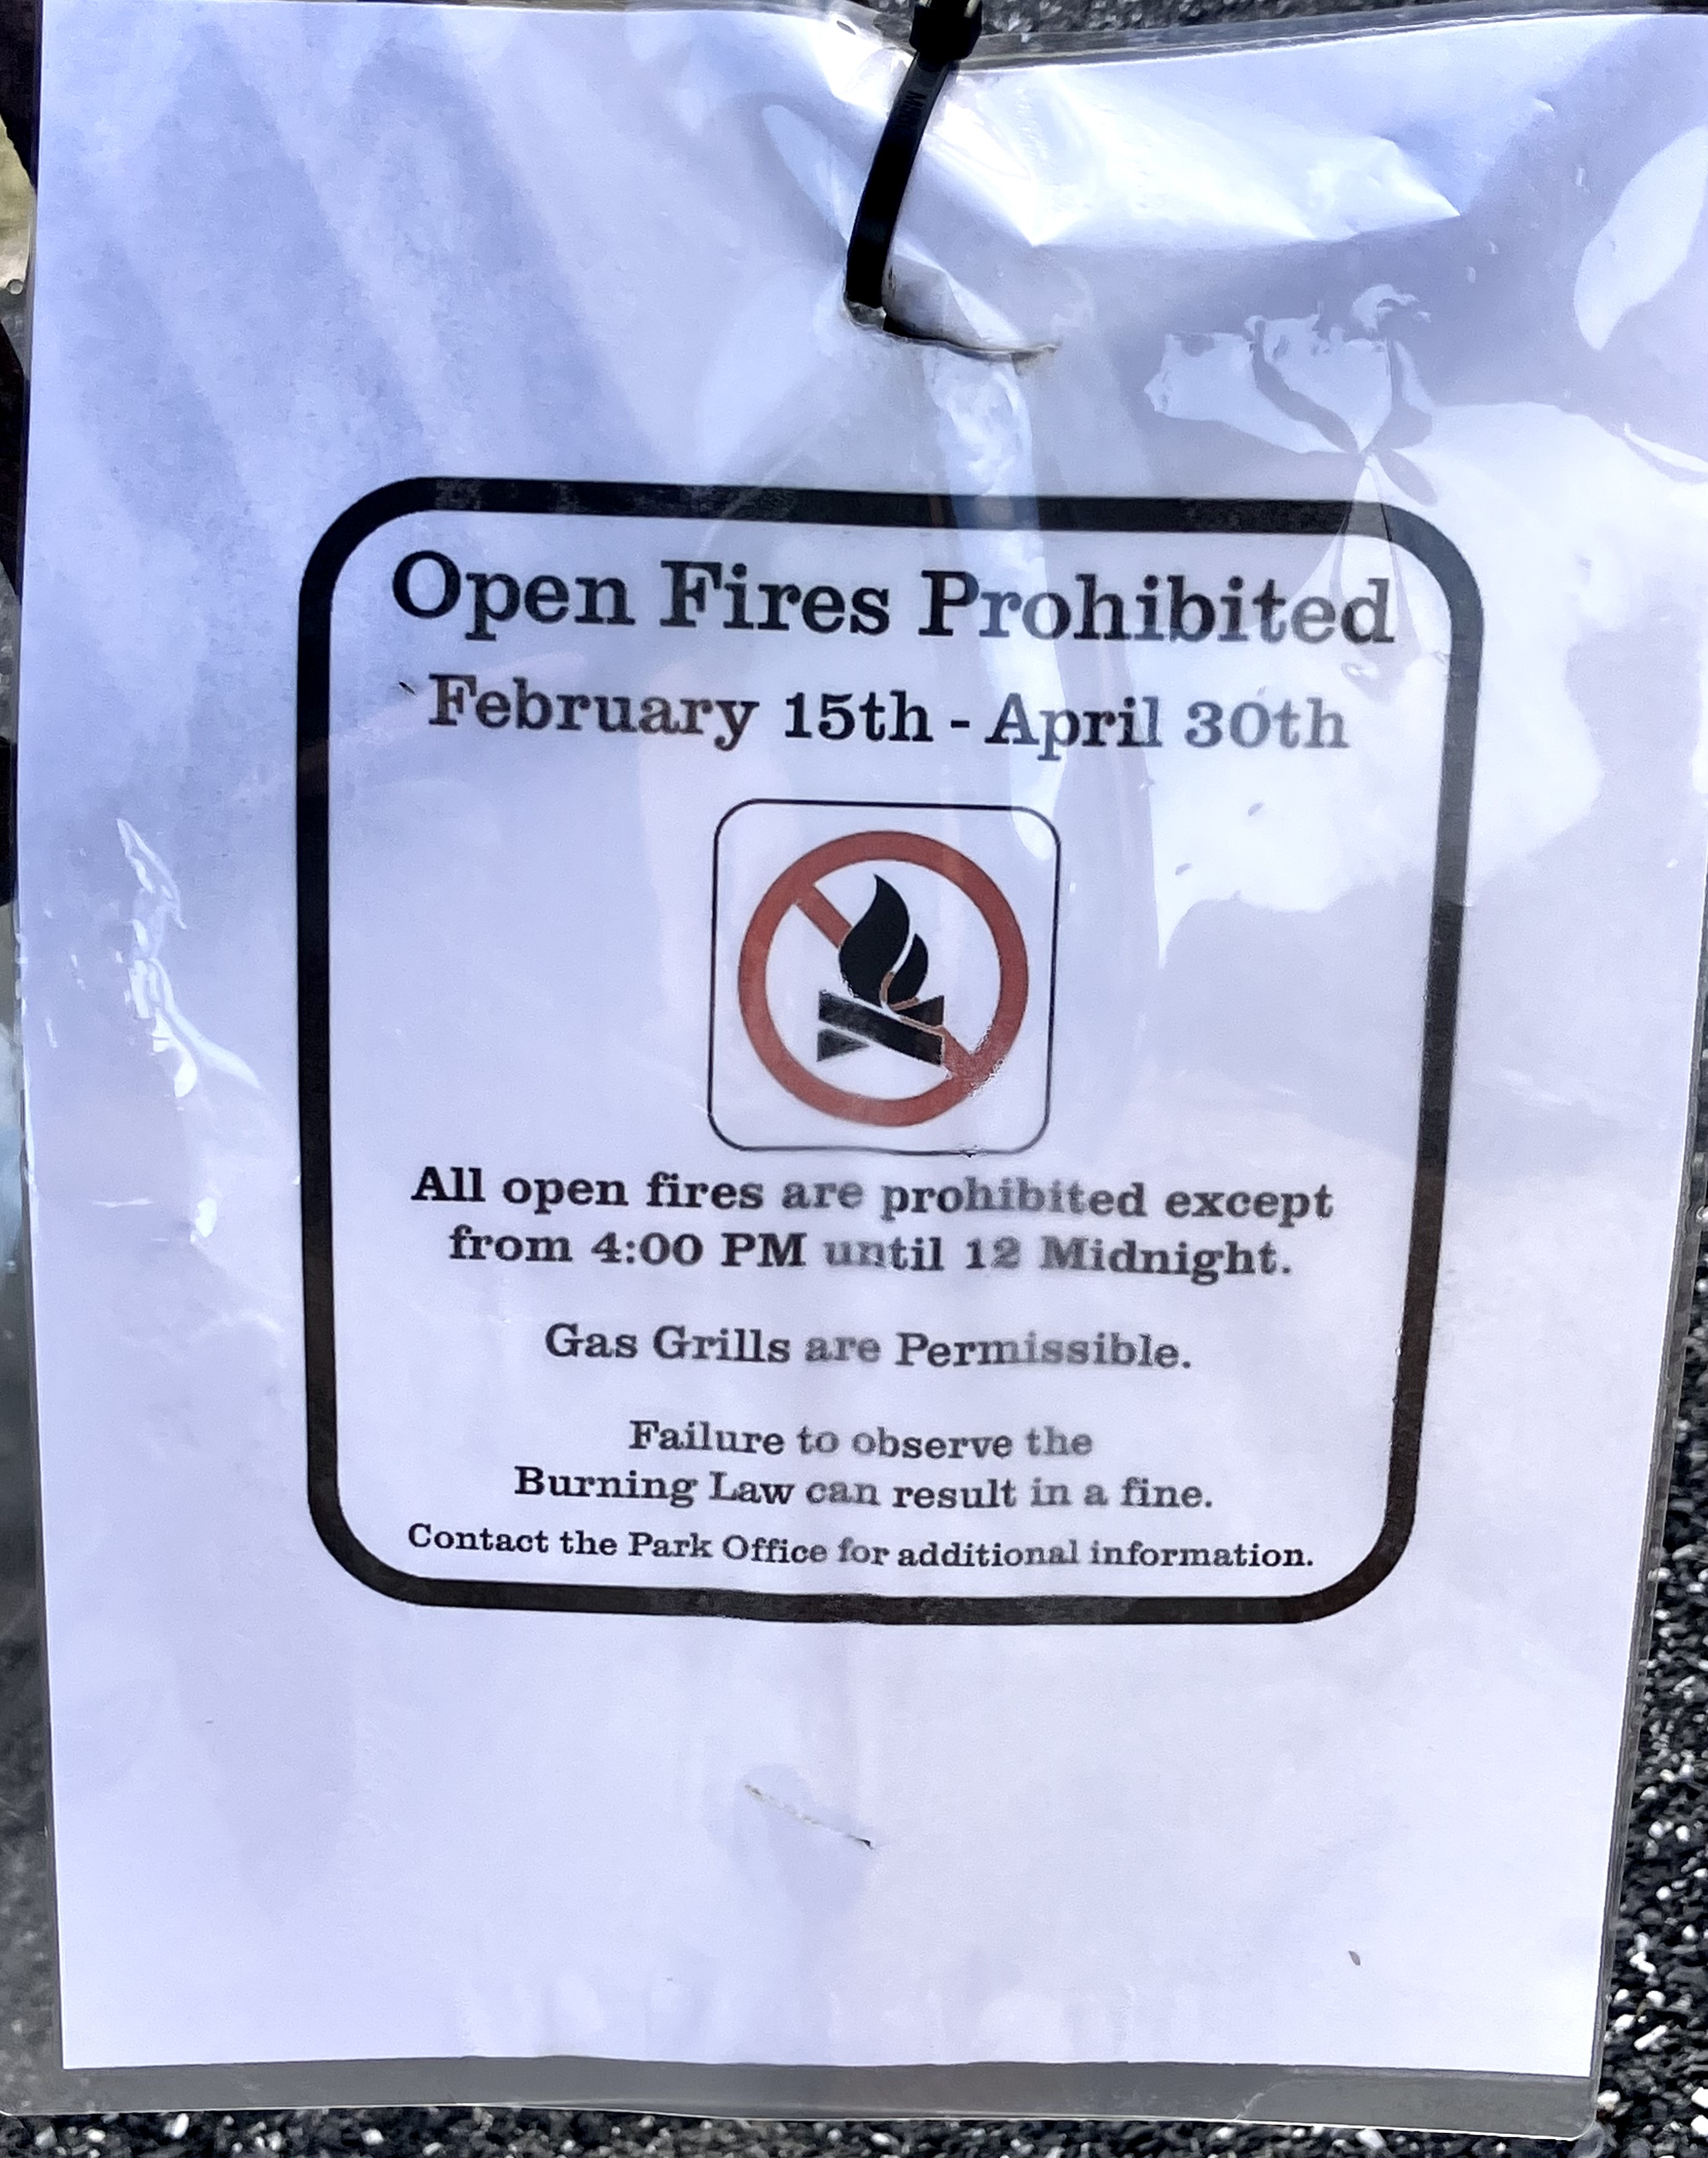 Open Fires Prohibited
February 15th - April 30th
All open fires are prohibited except
from 4:00 PM until 12 Midnight.
Gas Grills are Permissible.
Failure to observe the
Burning Law can result in a fine.
Contact the Park Office for additional information.